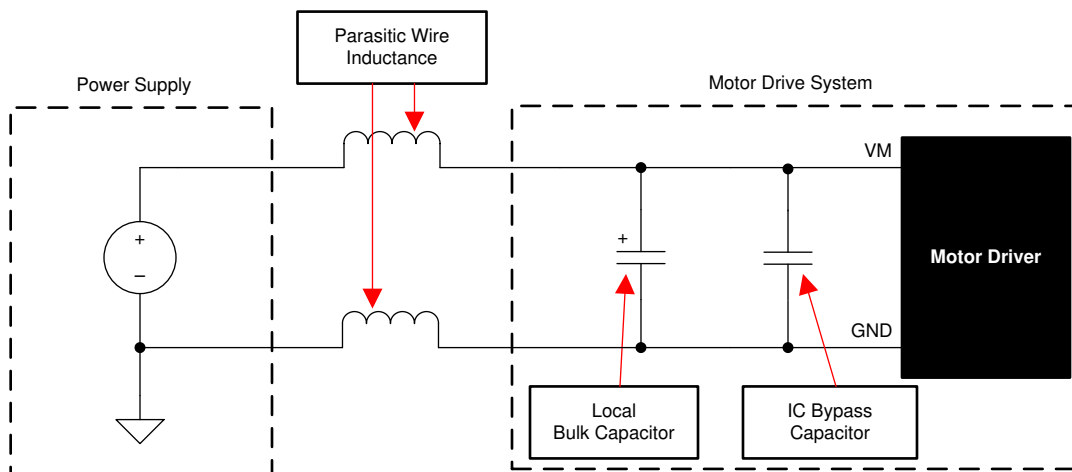 Parasitic Wire
Inductance
Power Supply
Motor Drive System
VM
+
−
+
Motor Driver
GND
Local
Bulk Capacitor
IC Bypass
Capacitor